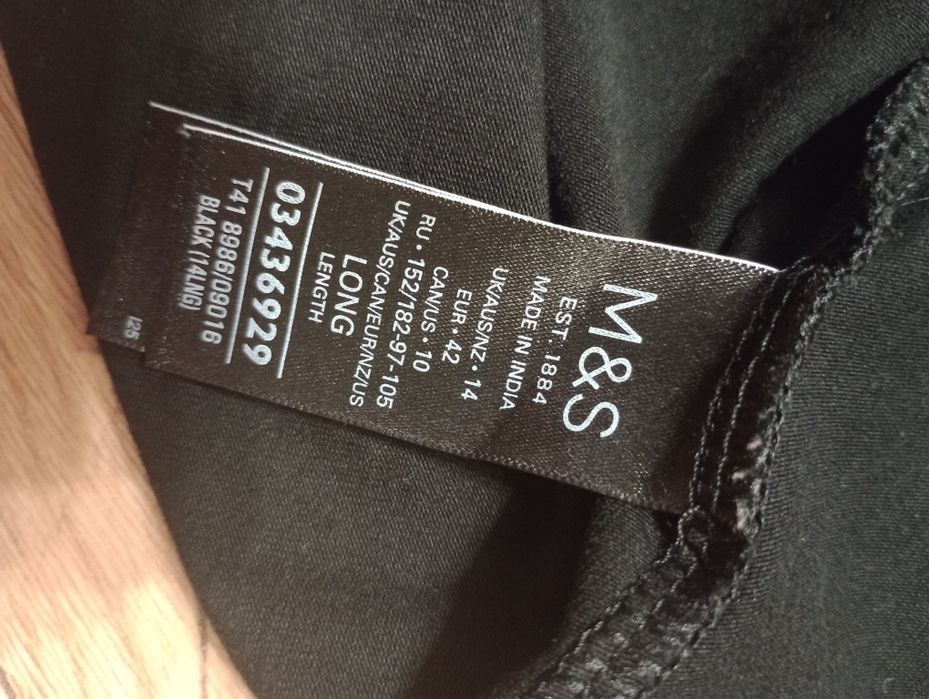 M&S
EST. 1884
MADE IN INDIA
UK/AUS/NZ • 14
EUR • 42
CAN/US • 10
RU • 152/182-97-105
UK/AUS/CAN/EUR/NZ/US
LONG
LENGTH
03436929
T41 8986/09016
BLACK (14LNG)
I25